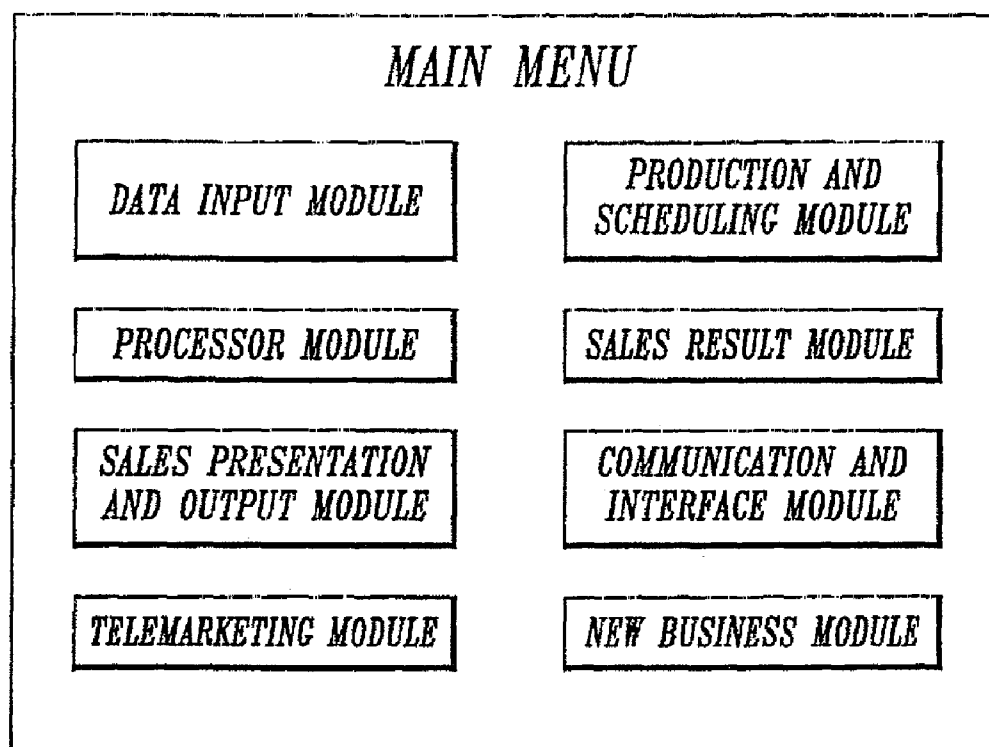 MAIN MENU
DATA INPUT MODULE
PRODUCTION AND
SCHEDULING MODULE
PROCESSOR MODULE
SALES RESULT MODULE
SALES PRESENTATION
AND OUTPUT MODULE
COMMUNICATION AND
INTERFACE MODULE
TELEMARKETING MODULE
NEW BUSINESS MODULE